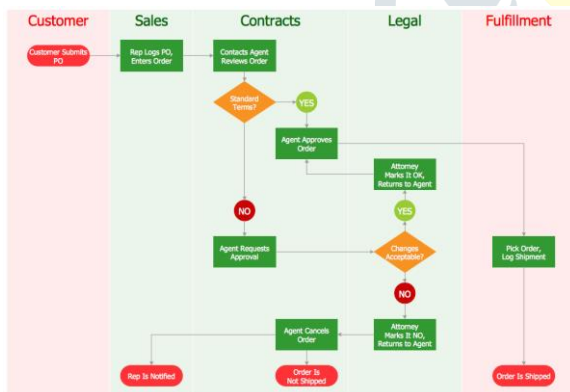 Customer
Sales
Contracts
Legal
Fulfillment
Customer Submits
PO
Rep Logs PO,
Enters Order
Contacts Agent
Reviews Order
Standard
Terms?
YES
Agent Approves
Order
Attorney
Marks It OK,
Returns to Agent
NO
YES
Agent Requests
Approval
Changes
Acceptable?
Pick Order,
Log Shipment
NO
Agent Cancels
Order
Attorney
Marks It NO,
Returns to Agent
Rep Is Notified
Order Is
Not Shipped
Order Is Shipped